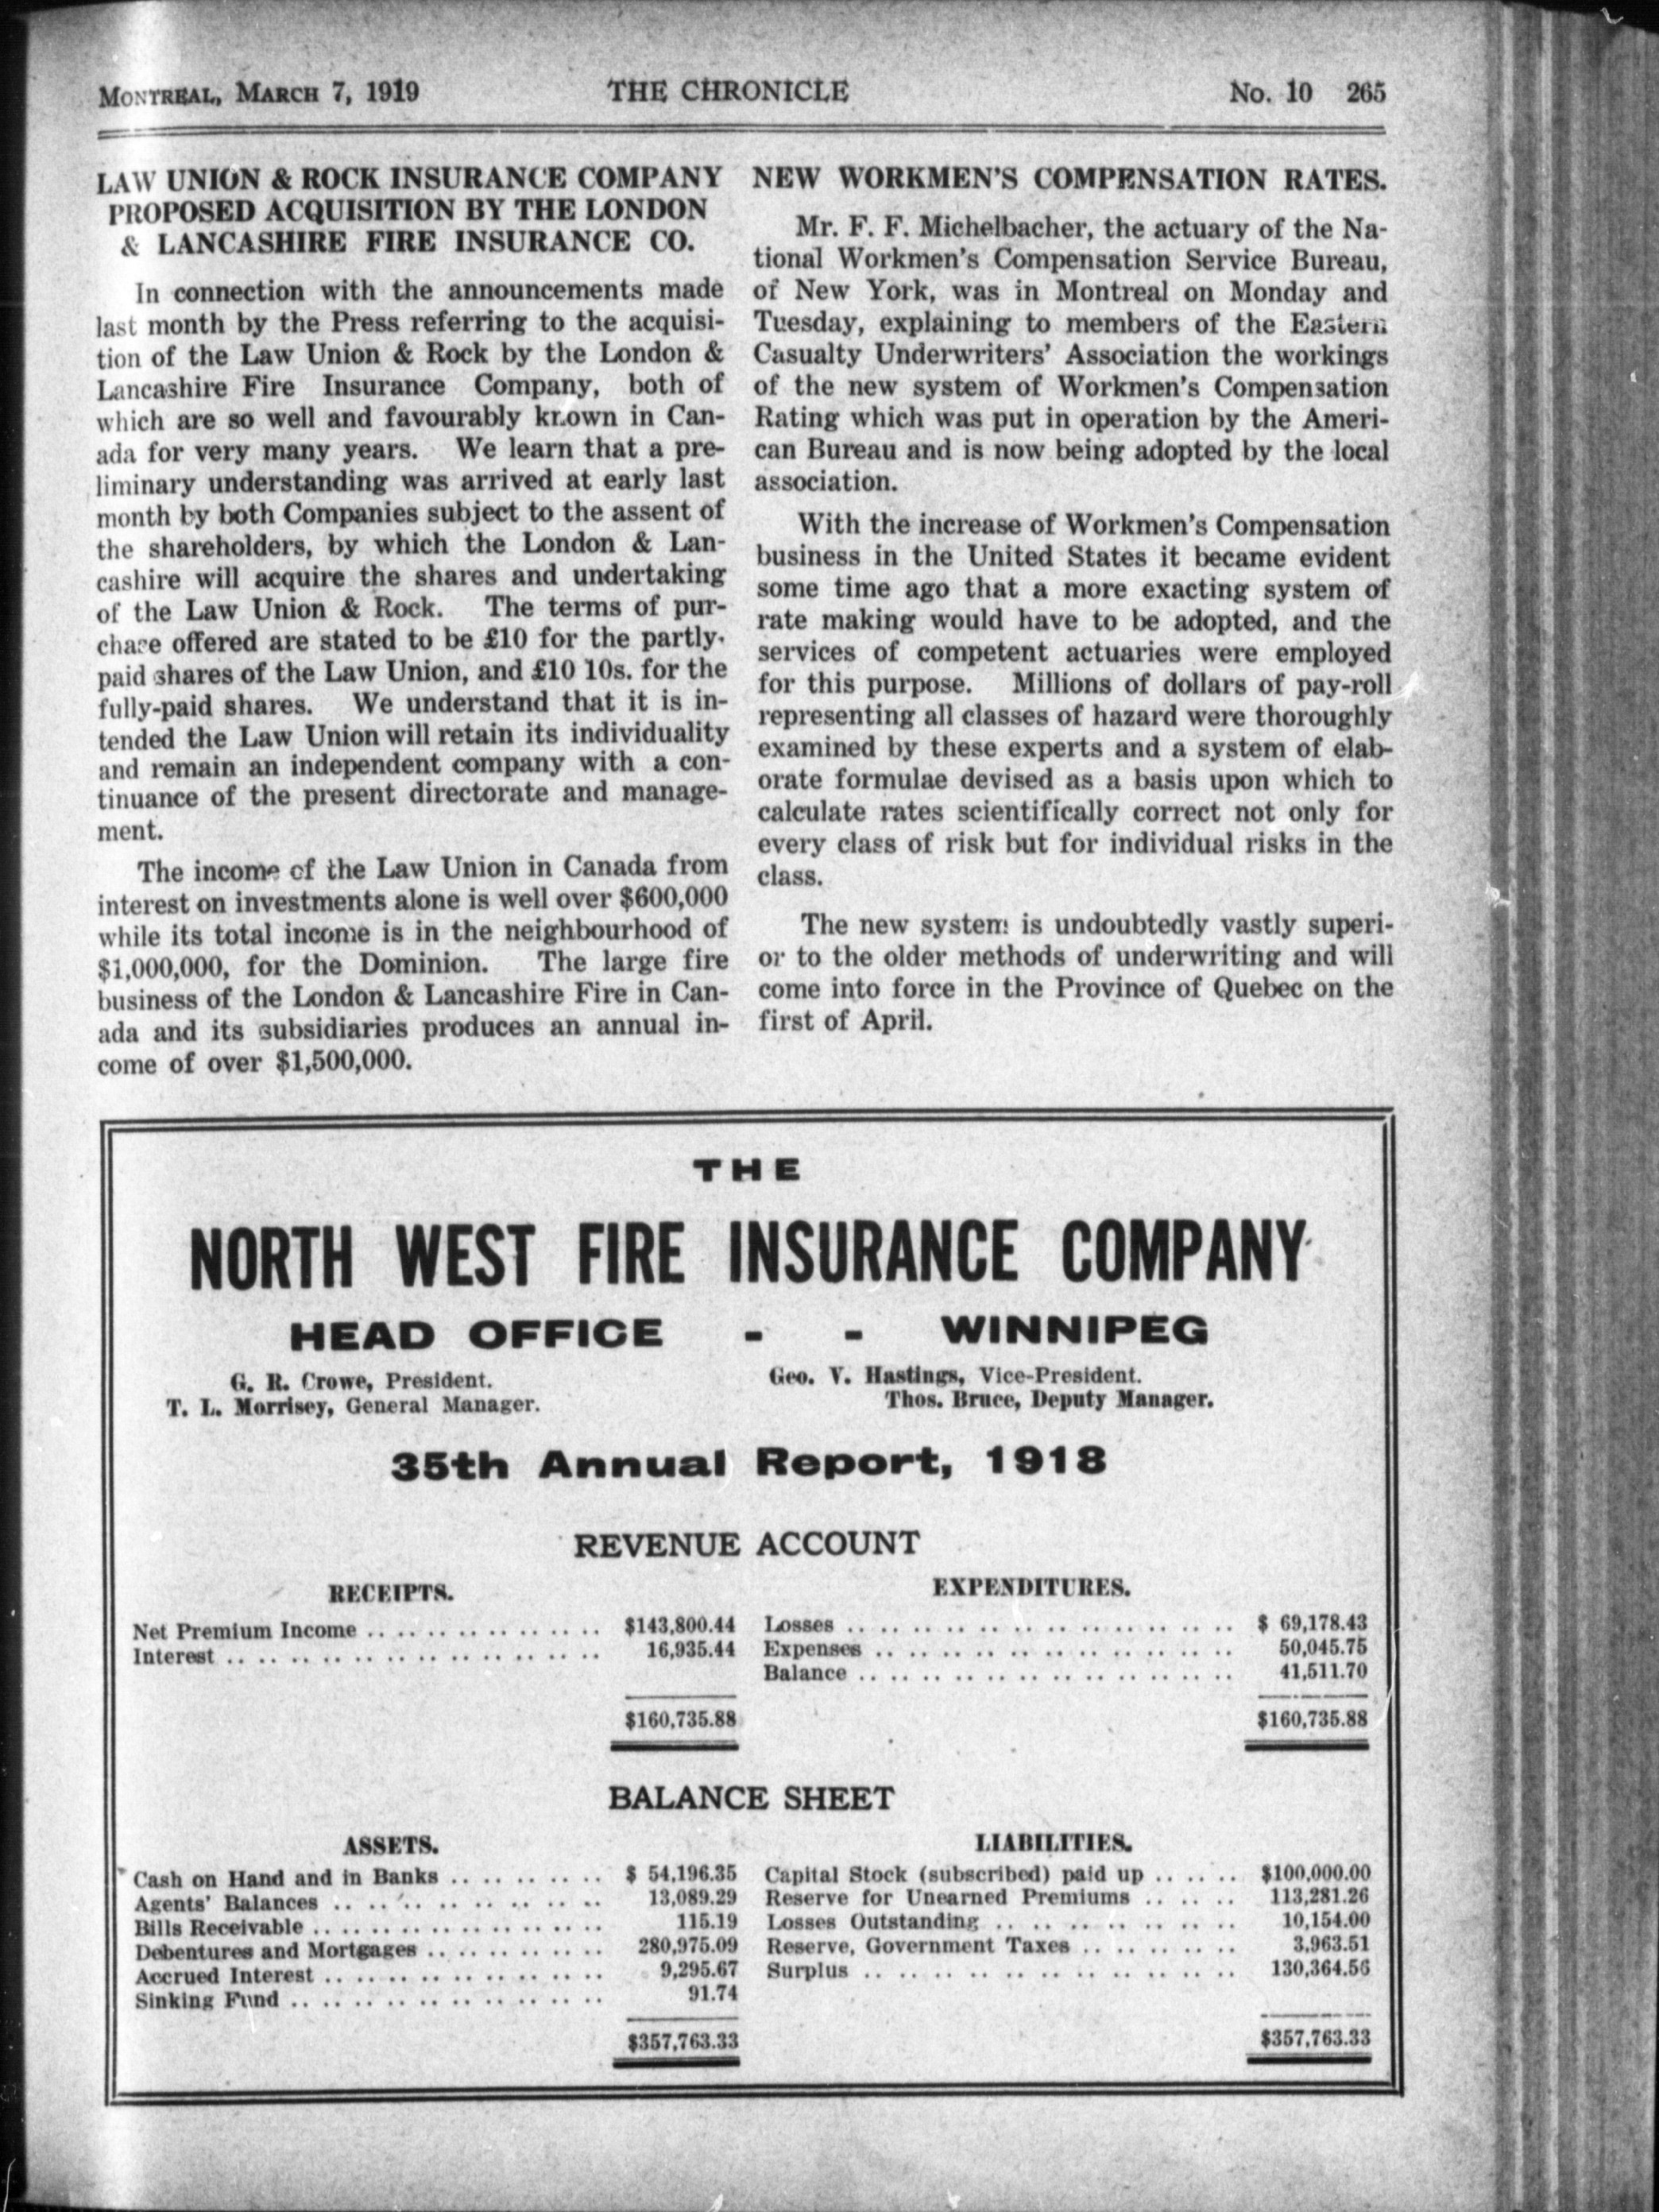 MONTREAL, MARCH 7, 1919 THE CHRONICLE No. 10 265
LAW UNION & ROCK INSURANCE COMPANY
PROPOSED ACQUISITION BY THE LONDON
& LANCASHIRE FIRE INSURANCE CO.
In connection with the announcements made
last month by the Press referring to the acquisi-
tion of the Law Union & Rock by the London &
Lancashire Fire Insurance Company, both of
which are so well and favourably known in Can-
ada for very many years. We learn that a pre-
liminary understanding was arrived at early last
month by both Companies subject to the assent of
the shareholders, by which the London & Lan-
cashire will acquire the shares and undertaking
of the Law Union & Rock. The terms of pur-
chase offered are stated to be £10 for the partly-
paid shares of the Law Union, and £10 10s. for the
fully-paid shares. We understand that it is in-
tended the Law Union will retain its individuality
and remain an independent company with a con-
tinuance of the present directorate and manage-
ment.
The income of the Law Union in Canada from
interest on investments alone is well over $600,000
while its total income is in the neighbourhood of
$1,000,000, for the Dominion. The large fire
business of the London & Lancashire Fire in Can-
ada and its subsidiaries produces an annual in-
come of over $1,500,000.
NEW WORKMEN'S COMPENSATION RATES.
Mr. F. F. Michelbacher, the actuary of the Na-
tional Workmen's Compensation Service Bureau,
of New York, was in Montreal on Monday and
Tuesday, explaining to members of the Eastern
Casualty Underwriters' Association the workings
of the new system of Workmen's Compensation
Rating which was put in operation by the Ameri-
can Bureau and is now being adopted by the local
association.
With the increase of Workmen's Compensation
business in the United States it became evident
some time ago that a more exacting system of
rate making would have to be adopted, and the
services of competent actuaries were employed
for this purpose. Millions of dollars of pay-roll
representing all classes of hazard were thoroughly
examined by these experts and a system of elab-
orate formulae devised as a basis upon which to
calculate rates scientifically correct not only for
every class of risk but for individual risks in the
class.
The new system is undoubtedly vastly superi-
or to the older methods of underwriting and will
come into force in the Province of Quebec on the
first of April.
THE
NORTH WEST FIRE INSURANCE COMPANY
HEAD OFFICE - - WINNIPEG
G. R. Crowe, President. Geo. V. Hastings, Vice-President.
T. L. Morrisey, General Manager. Thos. Bruce, Deputy Manager.
35th Annual Report, 1918
REVENUE ACCOUNT
RECEIPTS. EXPENDITURES.
Net Premium Income .. .. .. .. .. .. .. .. $143,800.44 Losses .. .. .. .. .. .. .. .. .. .. .. .. $ 69,178.43
Interest .. .. .. .. .. .. .. .. .. .. .. .. 16,935.44 Expenses .. .. .. .. .. .. .. .. .. .. .. 50,045.75
Balance .. .. .. .. .. .. .. .. .. .. .. .. 41,511.70
$160,735.88 $160,735.88
BALANCE SHEET
ASSETS. LIABILITIES.
Cash on Hand and in Banks .. .. .. .. .. $ 54,196.35 Capital Stock (subscribed) paid up .. .. .. $100,000.00
Agents' Balances .. .. .. .. .. .. .. .. .. 13,089.29 Reserve for Unearned Premiums .. .. .. 113,281.26
Bills Receivable .. .. .. .. .. .. .. .. .. 115.19 Losses Outstanding .. .. .. .. .. .. .. 10,154.00
Debentures and Mortgages .. .. .. .. .. .. 280,975.09 Reserve, Government Taxes .. .. .. .. .. 3,963.51
Accrued Interest .. .. .. .. .. .. .. .. .. 9,295.67 Surplus .. .. .. .. .. .. .. .. .. .. .. 130,364.56
Sinking Fund .. .. .. .. .. .. .. .. .. .. 91.74
$357,763.33 $357,763.33